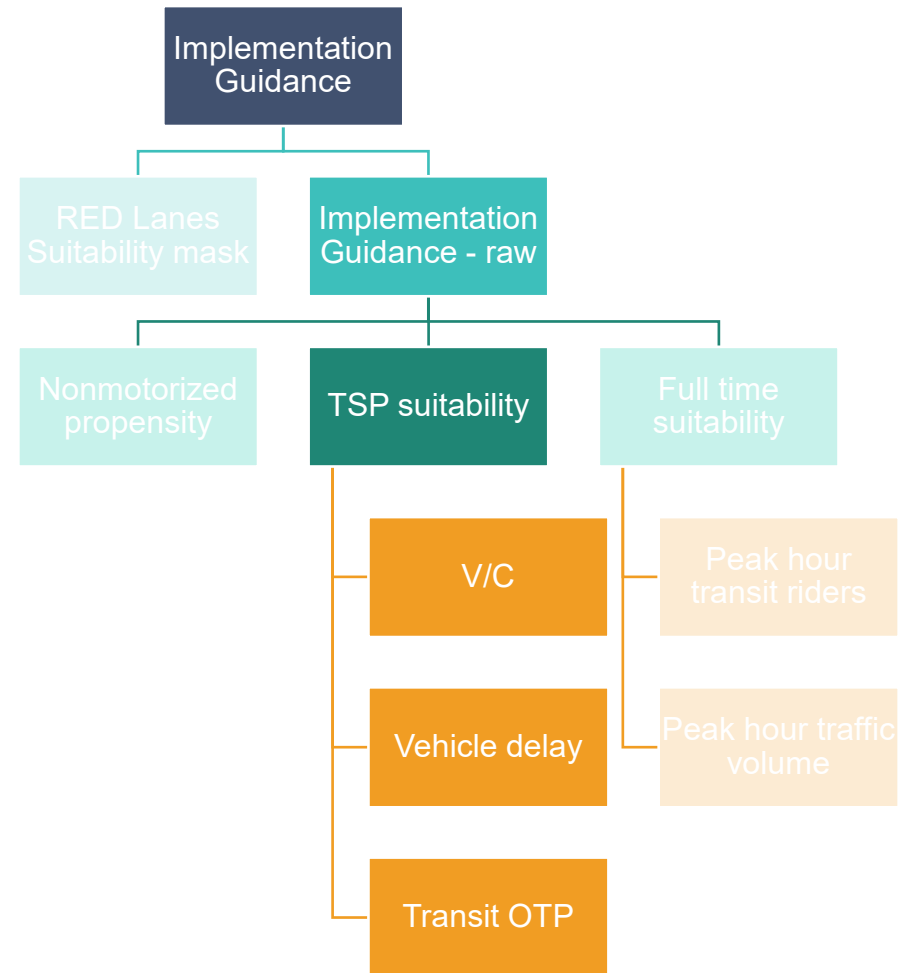 Implementation
Guidance
RED Lanes
Suitability mask
Implementation
Guidance - raw
Nonmotorized
propensity
TSP suitability
Full time
suitability
V/C
Peak hour
transit riders
Vehicle delay
Peak hour traffic
volume
Transit OTP